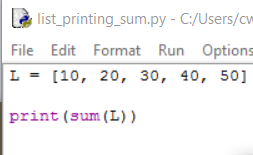 list_printing_sum.py - C:/Users/cw
File Edit Format Run Options
L = [10, 20, 30, 40, 50]
print(sum(L))